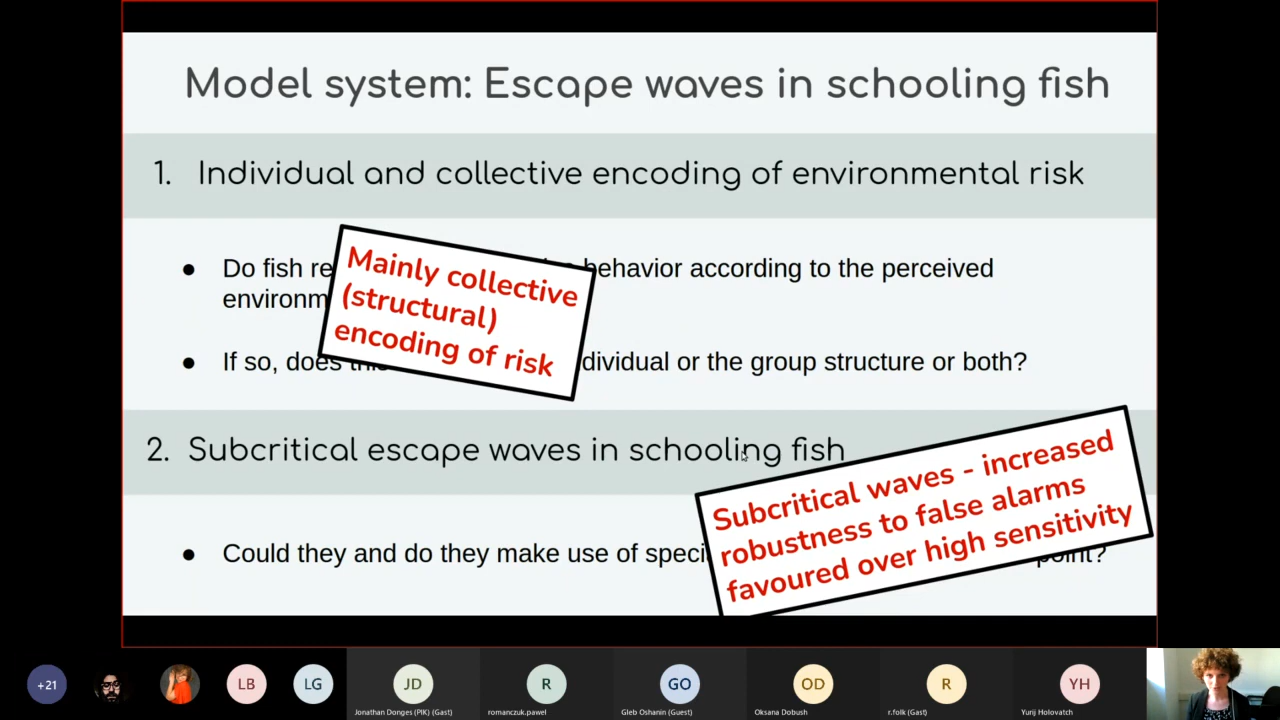 Model system: Escape waves in schooling fish
1. Individual and collective encoding of environmental risk
● Do fish re
behavior according to the perceived
environm
Mainly collective
(structural)
encoding of risk
● If so, does
dividual or the group structure or both?
2. Subcritical escape waves in schooling fish
Subcritical waves - increased
robustness to false alarms
favoured over high sensitivity
● Could they and do they make use of speci
point?
+21
LB
LG
JD
R
GO
OD
R
YH
Jonathan Donges (PIK) (Gast)
romanczuk.pawel
Gleb Oshanin (Guest)
Oksana Dobush
r.folk (Gast)
Yurij Holovatch